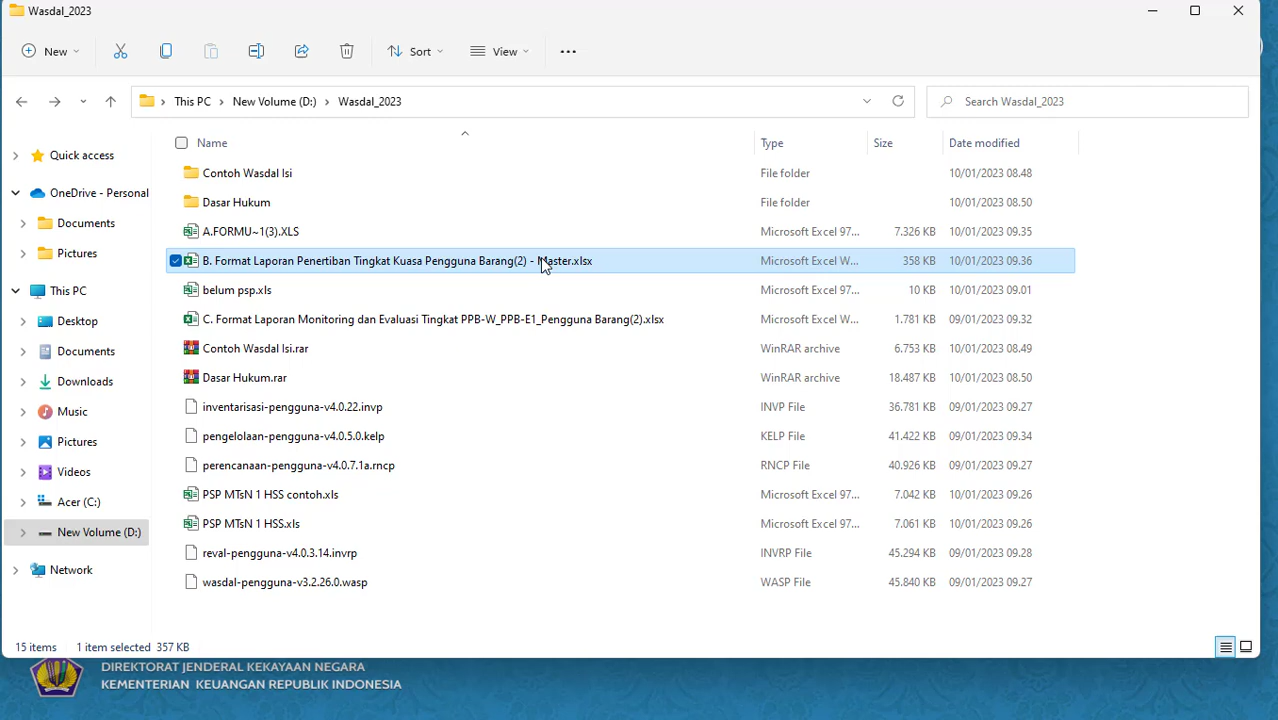 Wasdal_2023
New
Sort
View
This PC
New Volume (D:)
Wasdal_2023
Search Wasdal_2023
Quick access
OneDrive - Personal
Documents
Pictures
This PC
Desktop
Documents
Downloads
Music
Pictures
Videos
Acer (C:)
New Volume (D:)
Network
Name Type Size Date modified
Contoh Wasdal Isi File folder 10/01/2023 08.48
Dasar Hukum File folder 10/01/2023 08.50
A.FORMU~1(3).XLS Microsoft Excel 97... 7.326 KB 10/01/2023 09.35
B. Format Laporan Penertiban Tingkat Kuasa Pengguna Barang(2) - Master.xlsx Microsoft Excel W... 358 KB 10/01/2023 09.36
belum psp.xls Microsoft Excel 97... 10 KB 10/01/2023 09.01
C. Format Laporan Monitoring dan Evaluasi Tingkat PPB-W_PPB-E1_Pengguna Barang(2).xlsx Microsoft Excel W... 1.781 KB 09/01/2023 09.32
Contoh Wasdal Isi.rar WinRAR archive 6.753 KB 10/01/2023 08.49
Dasar Hukum.rar WinRAR archive 18.487 KB 10/01/2023 08.50
inventarisasi-pengguna-v4.0.22.invp INVP File 36.781 KB 09/01/2023 09.27
pengelolaan-pengguna-v4.0.5.0.kelp KELP File 41.422 KB 09/01/2023 09.34
perencanaan-pengguna-v4.0.7.1a.rncp RNCP File 40.926 KB 09/01/2023 09.27
PSP MTsN 1 HSS contoh.xls Microsoft Excel 97... 7.042 KB 09/01/2023 09.26
PSP MTsN 1 HSS.xls Microsoft Excel 97... 7.061 KB 09/01/2023 09.26
reval-pengguna-v4.0.3.14.invrp INVRP File 45.294 KB 09/01/2023 09.28
wasdal-pengguna-v3.2.26.0.wasp WASP File 45.840 KB 09/01/2023 09.27
15 items 1 item selected 357 KB
DIREKTORAT JENDERAL KEKAYAAN NEGARA
KEMENTERIAN KEUANGAN REPUBLIK INDONESIA